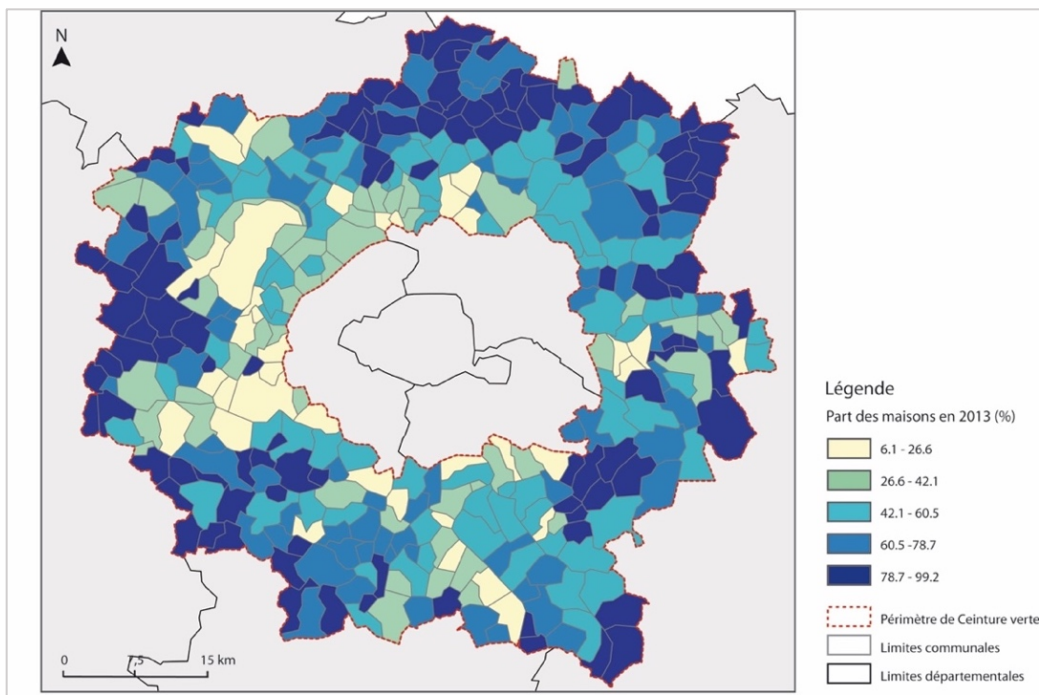 N
0 7,5 15 km
Légende
Part des maisons en 2013 (%)
6.1 - 26.6
26.6 - 42.1
42.1 - 60.5
60.5 -78.7
78.7 - 99.2
Périmètre de Ceinture verte
Limites communales
Limites départementales